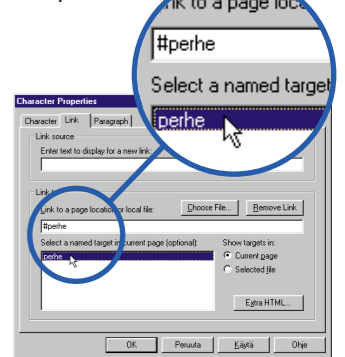 Link to a page loca
#perhe
Select a named target
perhe
Character Properties
Character Link Paragraph
Link source
Enter text to display for a new link:
Link t
Link to a page location or local file:
Choose File...
Remove Link
#perhe
Select a named target in current page (optional):
perhe
Show targets in:
Current page
Selected file
Extra HTML...
OK Peruuta Käytä Ohje